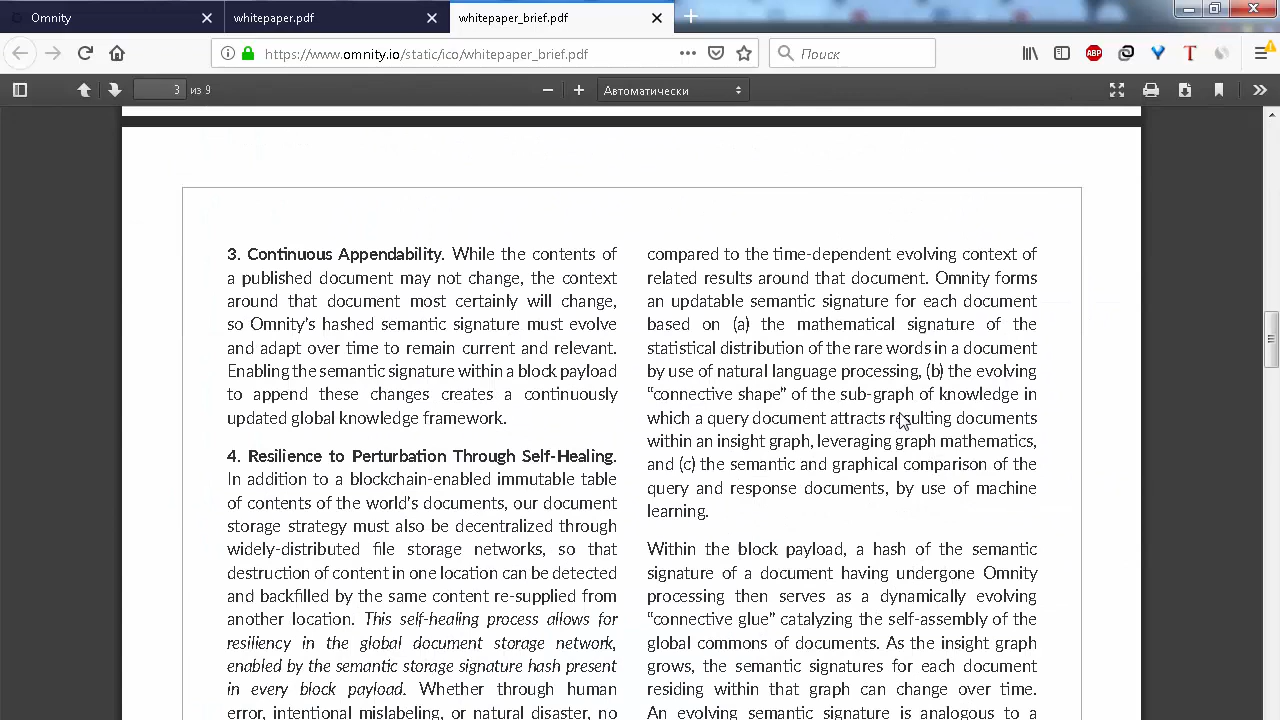 Omnity
whitepaper.pdf
whitepaper_brief.pdf
https://www.omnity.io/static/ico/whitepaper_brief.pdf
Поиск
ABP
T
3 из 9
Автоматически
3. Continuous Appendability. While the contents of
a published document may not change, the context
around that document most certainly will change,
so Omnity's hashed semantic signature must evolve
and adapt over time to remain current and relevant.
Enabling the semantic signature within a block payload
to append these changes creates a continuously
updated global knowledge framework.
4. Resilience to Perturbation Through Self-Healing.
In addition to a blockchain-enabled immutable table
of contents of the world's documents, our document
storage strategy must also be decentralized through
widely-distributed file storage networks, so that
destruction of content in one location can be detected
and backfilled by the same content re-supplied from
another location. This self-healing process allows for
resiliency in the global document storage network,
enabled by the semantic storage signature hash present
in every block payload. Whether through human
error, intentional mislabeling, or natural disaster, no
compared to the time-dependent evolving context of
related results around that document. Omnity forms
an updatable semantic signature for each document
based on (a) the mathematical signature of the
statistical distribution of the rare words in a document
by use of natural language processing, (b) the evolving
“connective shape” of the sub-graph of knowledge in
which a query document attracts resulting documents
within an insight graph, leveraging graph mathematics,
and (c) the semantic and graphical comparison of the
query and response documents, by use of machine
learning.
Within the block payload, a hash of the semantic
signature of a document having undergone Omnity
processing then serves as a dynamically evolving
“connective glue” catalyzing the self-assembly of the
global commons of documents. As the insight graph
grows, the semantic signatures for each document
residing within that graph can change over time.
An evolving semantic signature is analogous to a